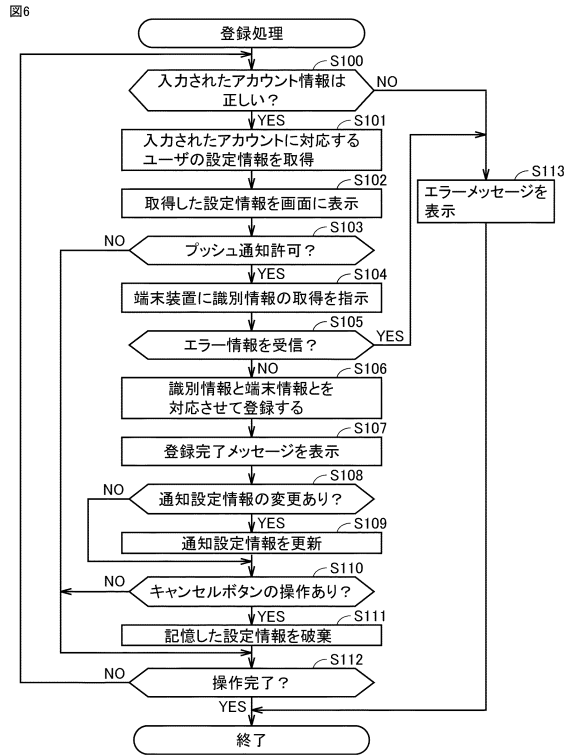 図6
登録処理
S100
入力されたアカウント情報は
正しい？
NO
YES
S101
入力されたアカウントに対応する
ユーザの設定情報を取得
S102
取得した設定情報を画面に表示
S113
エラーメッセージを
表示
S103
NO
プッシュ通知許可？
YES
S104
端末装置に識別情報の取得を指示
S105
エラー情報を受信？
YES
NO
S106
識別情報と端末情報とを
対応させて登録する
S107
登録完了メッセージを表示
S108
NO
通知設定情報の変更あり？
YES
S109
通知設定情報を更新
S110
NO
キャンセルボタンの操作あり？
YES
S111
記憶した設定情報を破棄
S112
NO
操作完了？
YES
終了